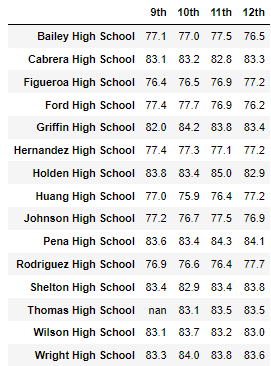 9th 10th 11th 12th
Bailey High School 77.1 77.0 77.5 76.5
Cabrera High School 83.1 83.2 82.8 83.3
Figueroa High School 76.4 76.5 76.9 77.2
Ford High School 77.4 77.7 76.9 76.2
Griffin High School 82.0 84.2 83.8 83.4
Hernandez High School 77.4 77.3 77.1 77.2
Holden High School 83.8 83.4 85.0 82.9
Huang High School 77.0 75.9 76.4 77.2
Johnson High School 77.2 76.7 77.5 76.9
Pena High School 83.6 83.4 84.3 84.1
Rodriguez High School 76.9 76.6 76.4 77.7
Shelton High School 83.4 82.9 83.4 83.8
Thomas High School nan 83.1 83.5 83.5
Wilson High School 83.1 83.7 83.2 83.0
Wright High School 83.3 84.0 83.8 83.6